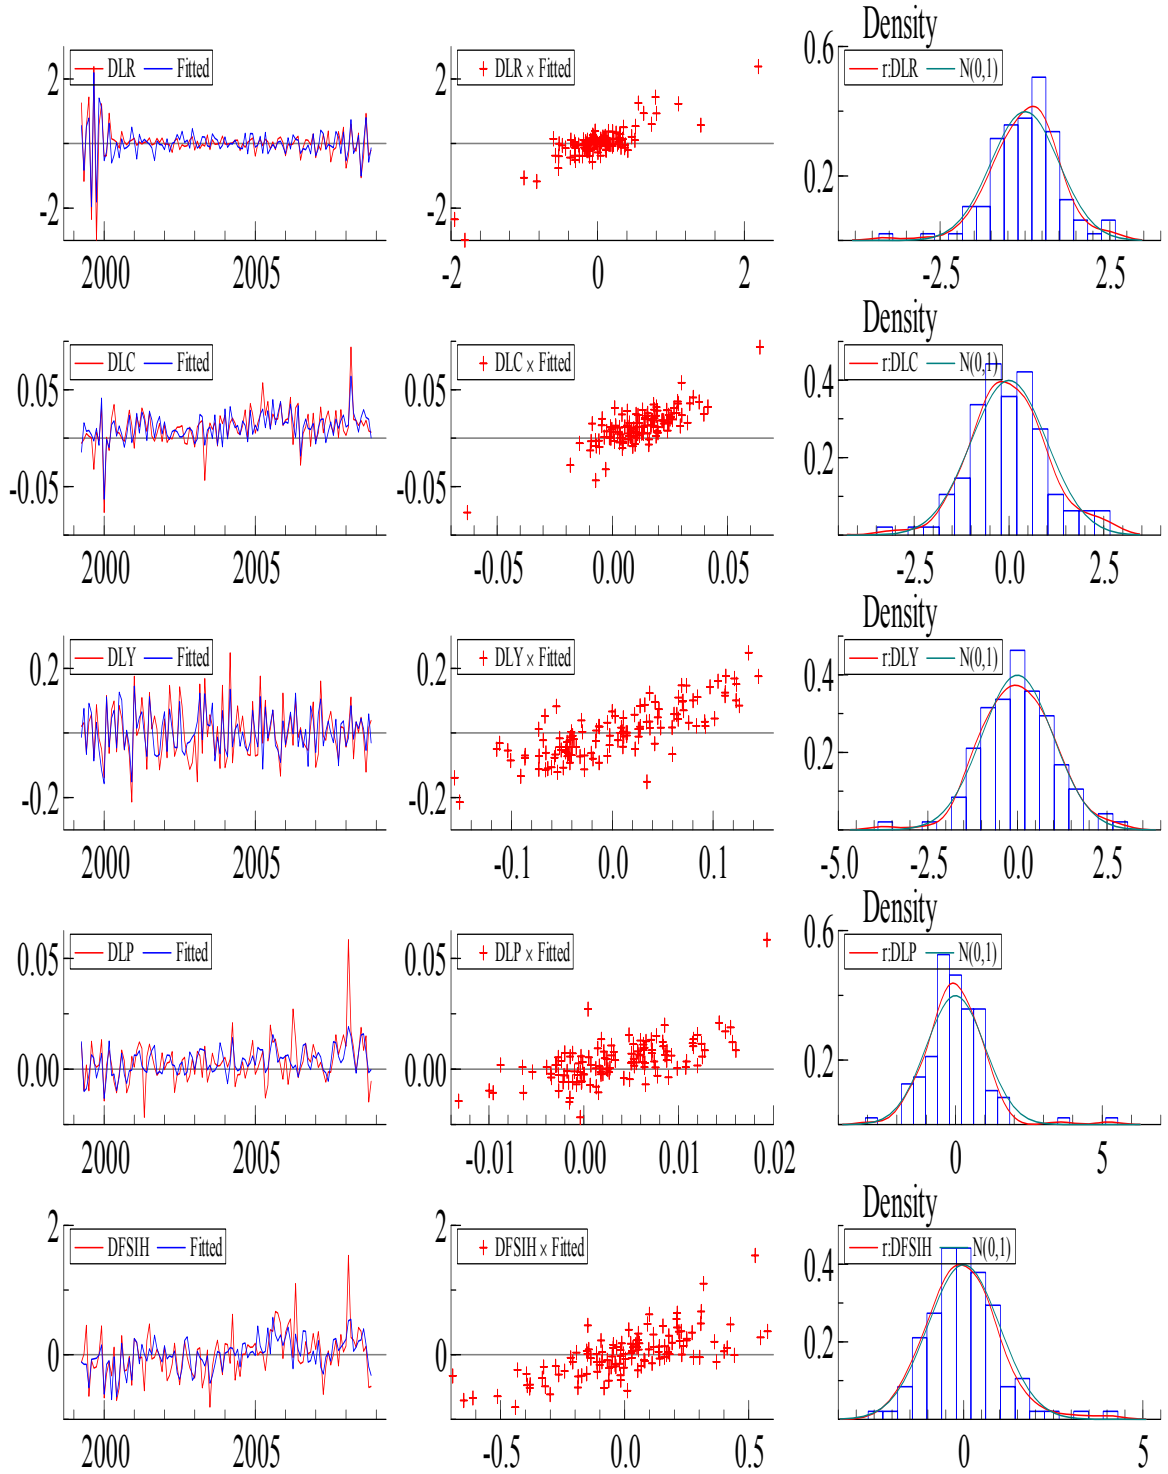 Density
DLR Fitted
DLR × Fitted
r:DLR N(0,1)
2
-2
2000 2005
-2 0 2
0.6
0.2
-2.5 2.5
Density
DLC Fitted
DLC × Fitted
r:DLC N(0,1)
0.05
-0.05
2000 2005
0.05
-0.05
-0.05 0.00 0.05
0.4
0.2
-2.5 0.0 2.5
Density
DLY Fitted
DLY × Fitted
r:DLY N(0,1)
0.2
-0.2
2000 2005
0.2
-0.2
-0.1 0.0 0.1
0.4
0.2
-5.0 -2.5 0.0 2.5
Density
DLP Fitted
DLP × Fitted
r:DLP N(0,1)
0.05
0.00
2000 2005
0.05
0.00
-0.01 0.00 0.01 0.02
0.6
0.2
0 5
Density
DFSIH Fitted
DFSIH × Fitted
r:DFSIH N(0,1)
2
0
2000 2005
2
0
-0.5 0.0 0.5
0.4
0.2
0 5